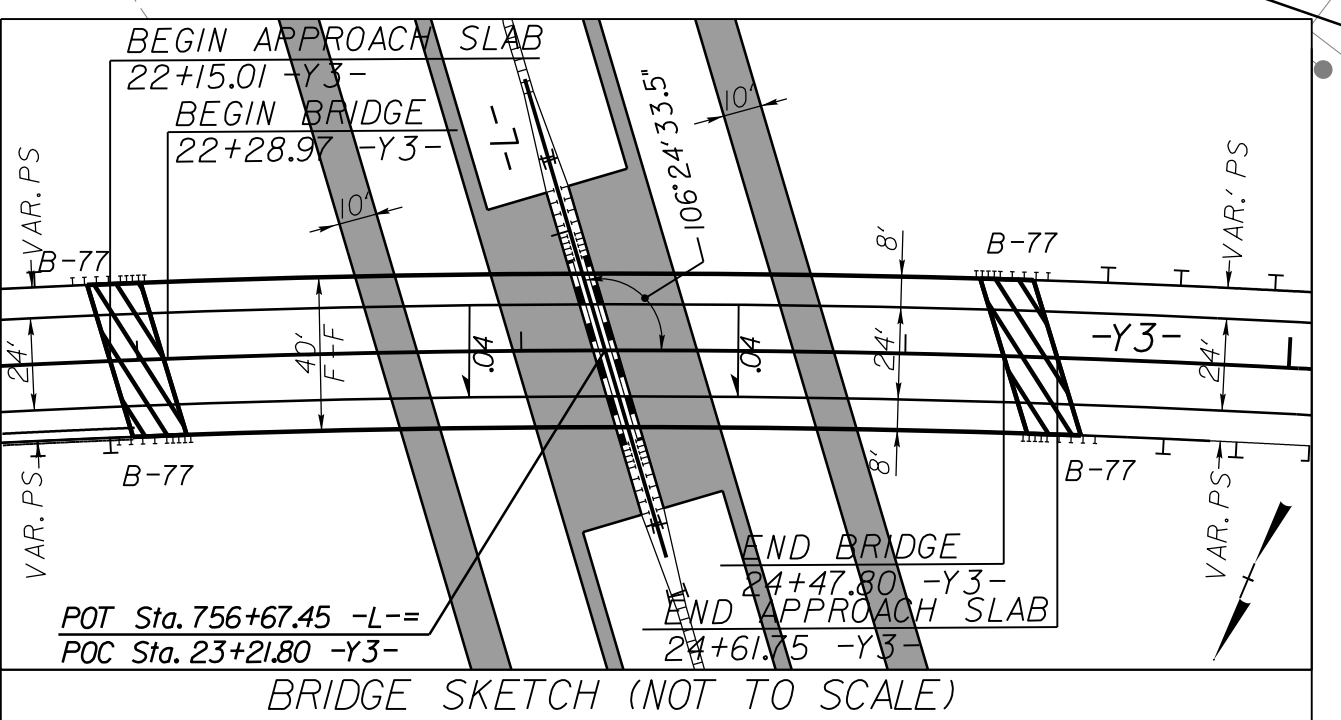 BEGIN APPROACH SLAB
22+15.01 -Y3-
BEGIN BRIDGE
22+28.97 -Y3-
-L-
106°24'33.5"
10'
10'
VAR. PS
VAR.' PS
B-77
B-77
8'
24'
40'
F-F
.04
.04
24'
-Y3-
24'
8'
B-77
B-77
VAR. PS
VAR. PS
END BRIDGE
24+47.80 -Y3-
END APPROACH SLAB
24+61.75 -Y3-
POT Sta. 756+67.45 -L-=
POC Sta. 23+21.80 -Y3-
BRIDGE SKETCH (NOT TO SCALE)